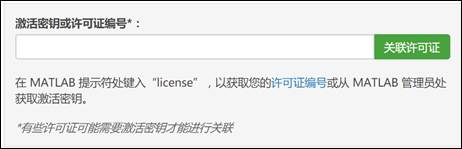 激活密钥或许可证编号*：
关联许可证
在 MATLAB 提示符处键入“license”，以获取您的许可证编号或从 MATLAB 管理员处
获取激活密钥。
*有些许可证可能需要激活密钥才能进行关联